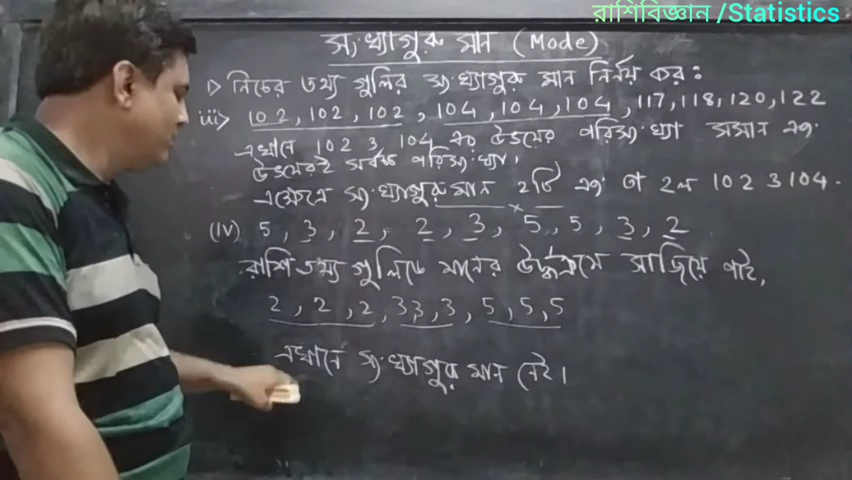 রাশিবিজ্ঞান /Statistics
সংখ্যাগুরু মান (Mode)
▷ নিচের তথ্য গুলির সংখ্যাগুরু মান নির্ণয় কর:
iii> 102, 102, 102, 104, 104, 104, 117, 118, 120, 122
এখানে 102 ও 104 এর উভয়ের পরিসংখ্যা সমান এবং
উভয়েরই সর্বোচ্চ পরিসংখ্যা।
এক্ষেত্রে সংখ্যাগুরু মান 2টি এবং তা হল 102 ও 104.
(iv) 5, 3, 2, 2, 3, 5, 5, 3, 2
রাশি তথ্য গুলিকে মানের উর্দ্ধক্রমে সাজিয়ে পাই,
2, 2, 2, 3 3, 3, 5, 5, 5
এখানে সংখ্যাগুরু মান নেই।